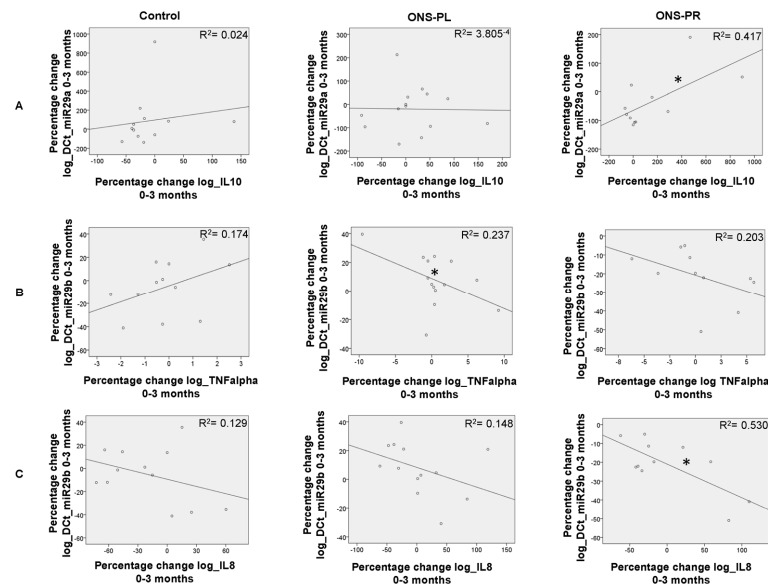 Control
ONS-PL
ONS-PR
A
R²= 0.024
1000
800
600
400
200
0
-200
-100
-50
0
50
100
150
Percentage change
log_DCt_miR29a 0-3 months
Percentage change log_IL10
0-3 months
R²= 3.805⁻⁴
300
200
100
0
-100
-200
-300
-100
-50
0
50
100
150
200
Percentage change
log_DCt_miR29a 0-3 months
Percentage change log_IL10
0-3 months
R²= 0.417
200
100
0
-100
-200
*
-200
0
200
400
600
800
1000
Percentage change
log_DCt_miR29a 0-3 months
Percentage change log_IL10
0-3 months
B
R²= 0.174
40
20
0
-20
-40
-60
-3
-2
-1
0
1
2
3
Percentage change
log_DCt_miR29b 0-3 months
Percentage change log_TNFalpha
0-3 months
R²= 0.237
40
20
0
-20
-40
*
-10
-5
0
5
10
Percentage change
log_DCt_miR29b 0-3 months
Percentage change log_TNFalpha
0-3 months
R²= 0.203
0
-10
-20
-30
-40
-50
-60
Percentage change
log_DCt_miR29b 0-3 months
Percentage change log TNFalpha
0-3 months
C
R²= 0.129
40
20
0
-20
-40
-60
-60
-30
0
30
60
Percentage change
log_DCt_miR29b 0-3 months
Percentage change log_IL8
0-3 months
R²= 0.148
40
20
0
-20
-40
-100
-50
0
50
100
150
Percentage change
log_DCt_miR29b 0-3 months
Percentage change log_IL8
0-3 months
R²= 0.530
0
-10
-20
-30
-40
-50
-60
*
-50
0
50
100
Percentage change
log_DCt_miR29b 0-3 months
Percentage change log_IL8
0-3 months